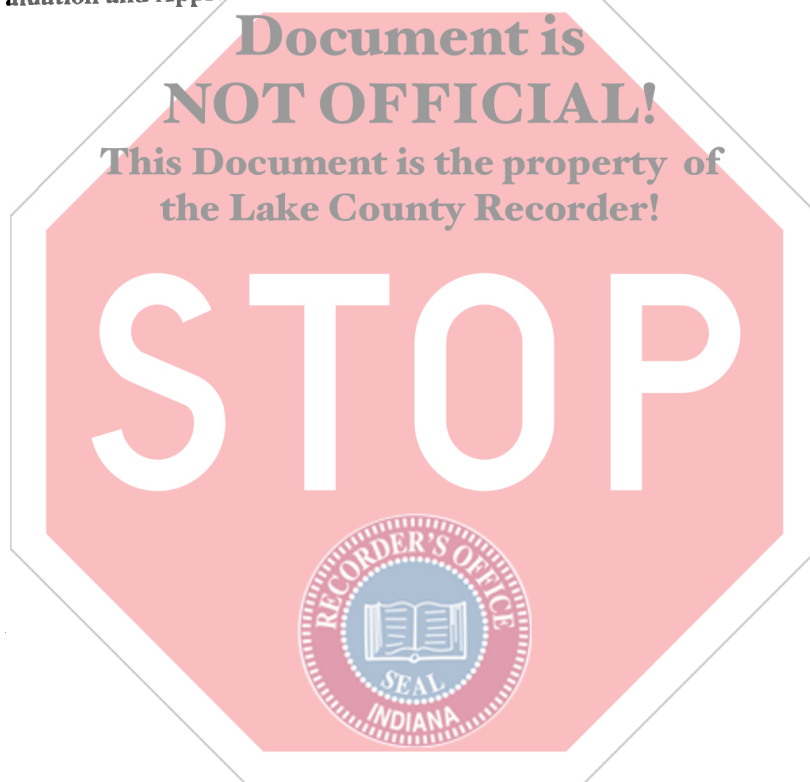 and
Document is
NOT OFFICIAL!
This Document is the property of
the Lake County Recorder!
STOP
RECORDER'S OFFICE
SEAL
INDIANA